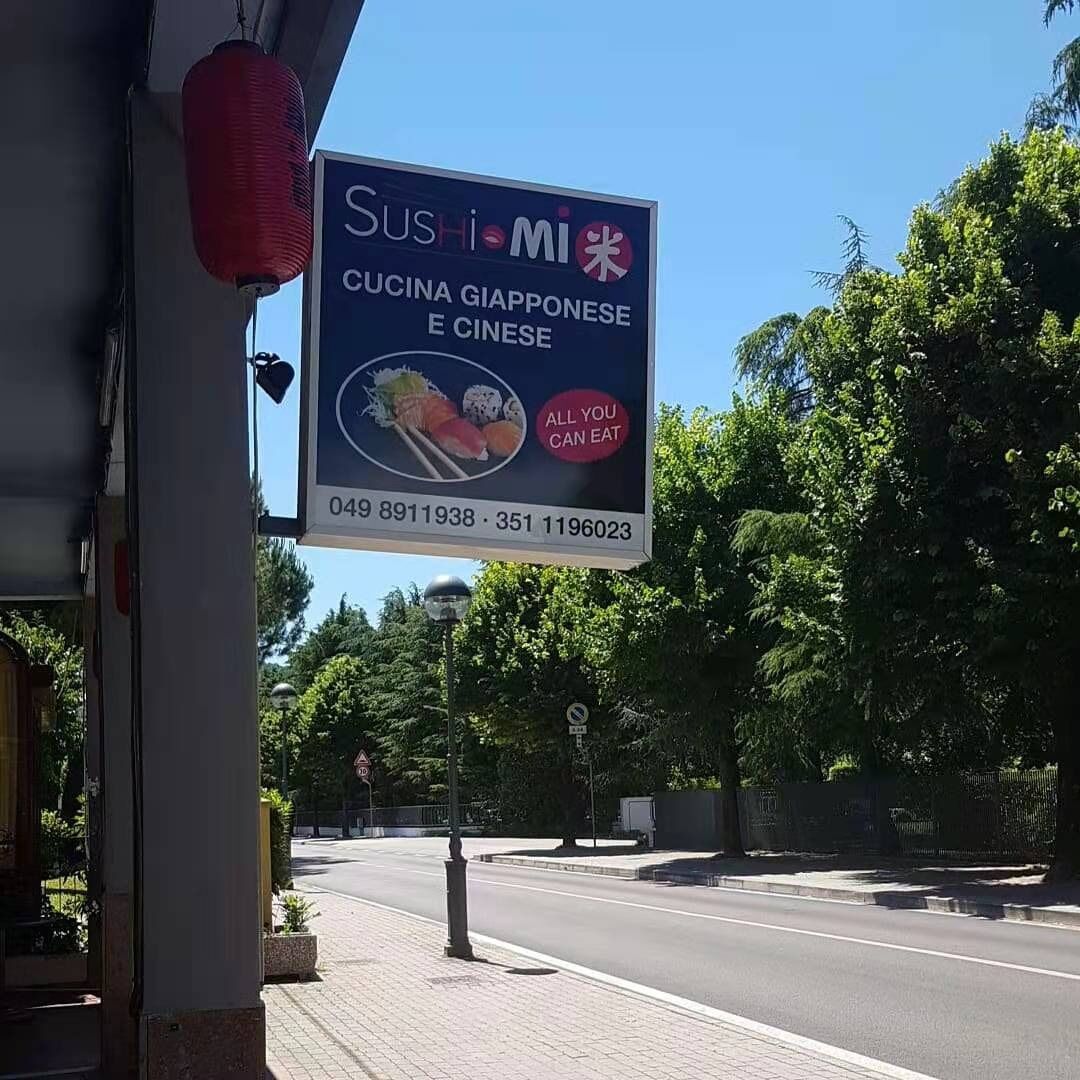 SUSHi MI 米
CUCINA GIAPPONESE
E CINESE
ALL YOU
CAN EAT
049 8911938 · 351 1196023